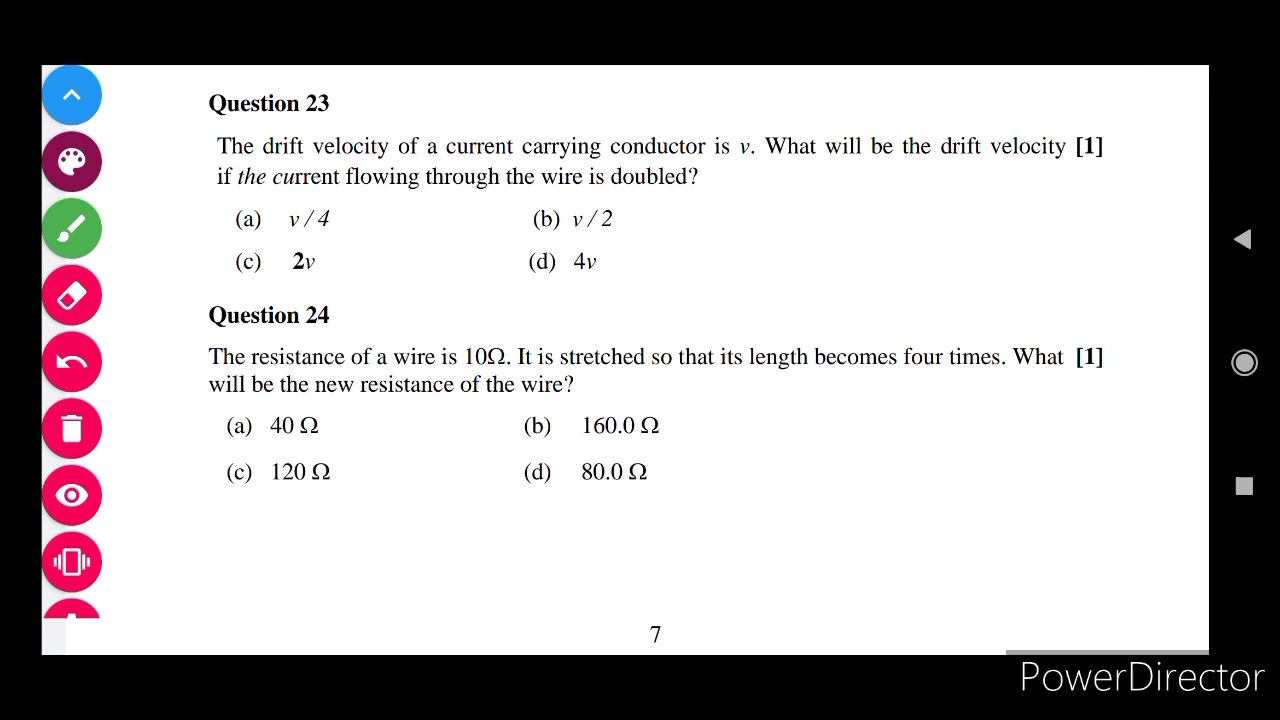 Question 23
The drift velocity of a current carrying conductor is v. What will be the drift velocity [1]
if the current flowing through the wire is doubled?
(a) v / 4 (b) v / 2
(c) 2v (d) 4v
Question 24
The resistance of a wire is 10Ω. It is stretched so that its length becomes four times. What [1]
will be the new resistance of the wire?
(a) 40 Ω (b) 160.0 Ω
(c) 120 Ω (d) 80.0 Ω
7
PowerDirector